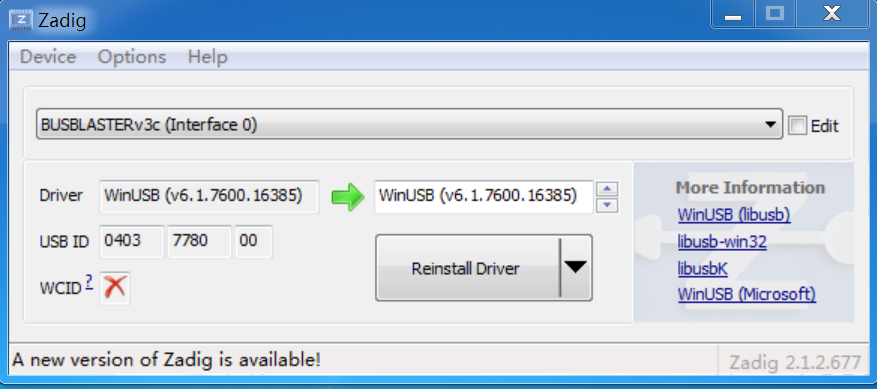 Zadig
Device Options Help
BUSBLASTERv3c (Interface 0)
Edit
Driver WinUSB (v6.1.7600.16385) WinUSB (v6.1.7600.16385)
USB ID 0403 7780 00
WCID ?
Reinstall Driver
More Information
WinUSB (libusb)
libusb-win32
libusbK
WinUSB (Microsoft)
A new version of Zadig is available!
Zadig 2.1.2.677